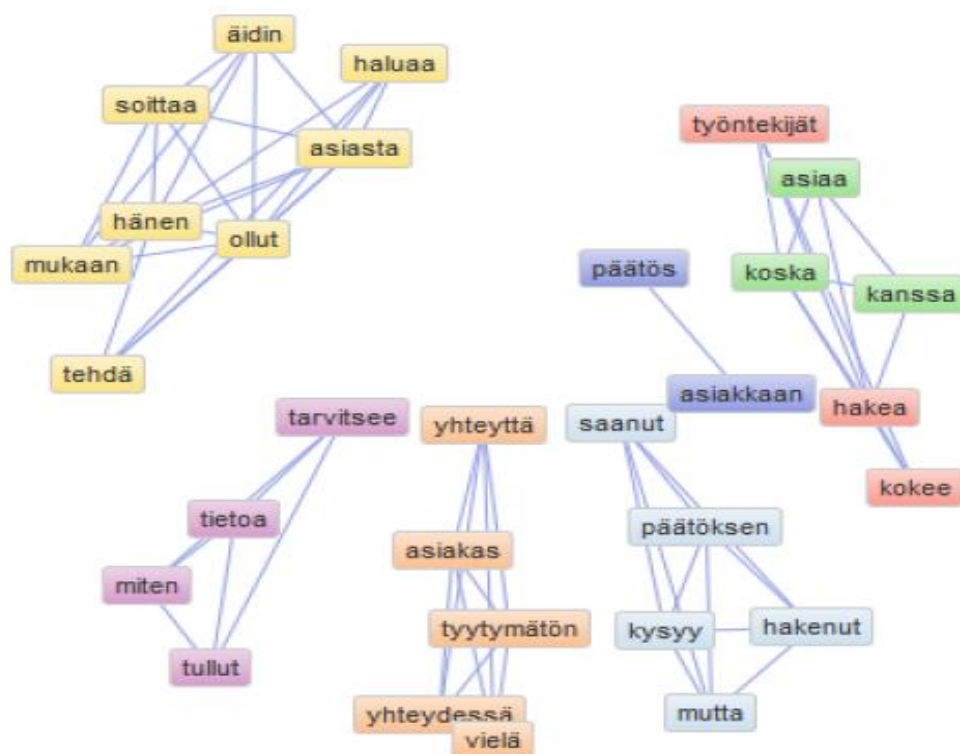 äidin
haluaa
soittaa
asiasta
hänen
ollut
mukaan
tehdä
työntekijät
asiaa
koska
kanssa
päätös
asiakkaan
hakea
kokee
tarvitsee
tietoa
miten
tullut
yhteyttä
asiakas
tyytymätön
yhteydessä
vielä
saanut
päätöksen
kysyy
hakenut
mutta